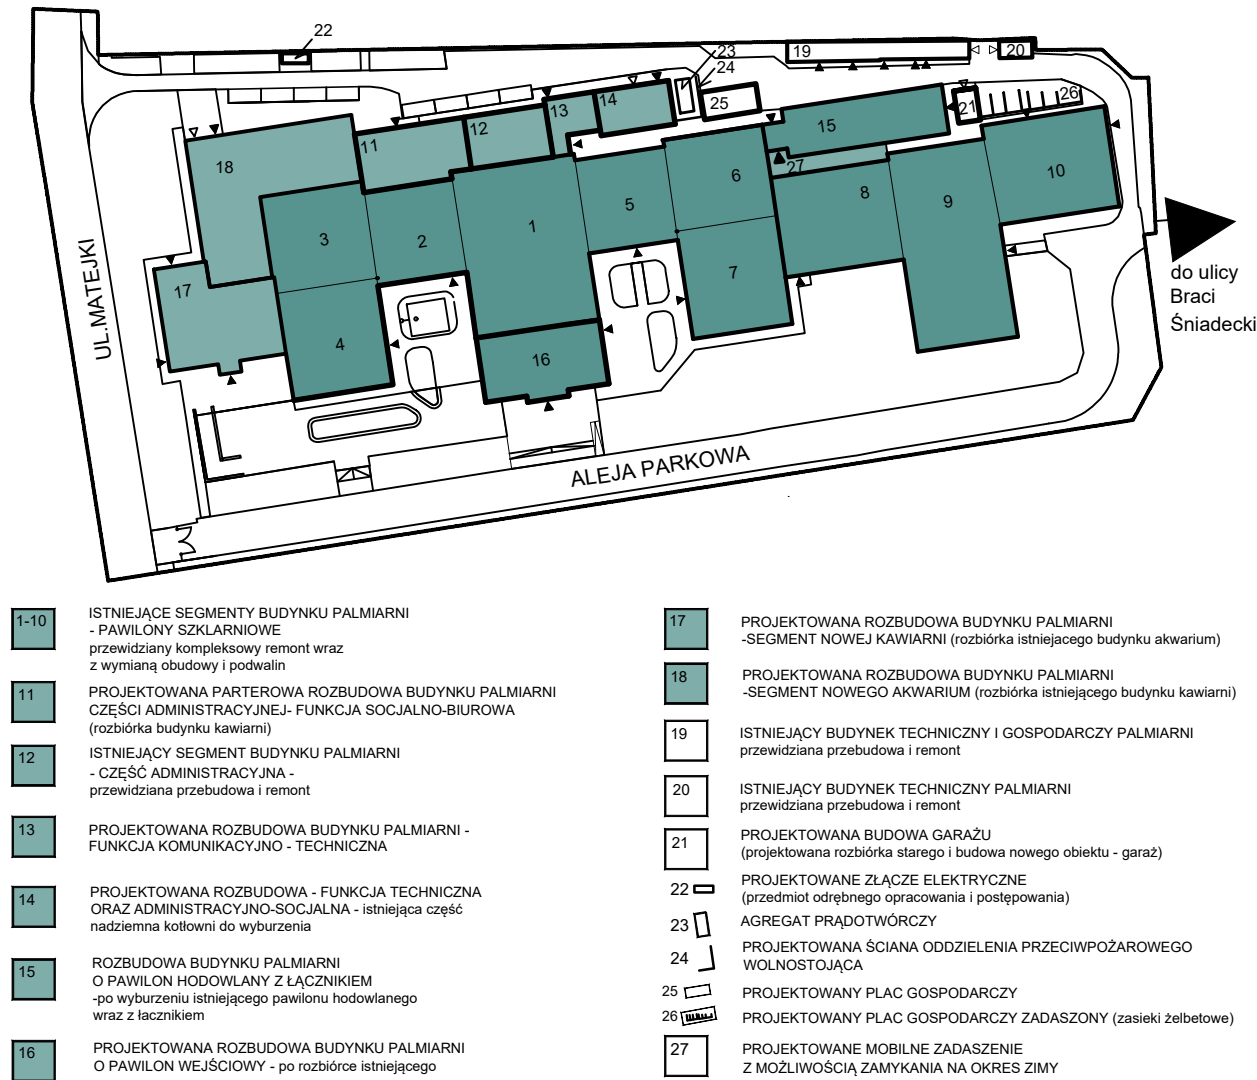 22
23
24
19
20
21
26
25
14
13
12
11
15
27
18
6
10
5
8
9
1
2
3
7
17
4
16
UL.MATEJKI
ALEJA PARKOWA
do ulicy
Braci
Śniadecki
1-10
ISTNIEJĄCE SEGMENTY BUDYNKU PALMIARNI
- PAWILONY SZKLARNIOWE
przewidziany kompleksowy remont wraz
z wymianą obudowy i podwalin
11
PROJEKTOWANA PARTEROWA ROZBUDOWA BUDYNKU PALMIARNI
CZĘŚCI ADMINISTRACYJNEJ- FUNKCJA SOCJALNO-BIUROWA
(rozbiórka budynku kawiarni)
12
ISTNIEJĄCY SEGMENT BUDYNKU PALMIARNI
- CZĘŚĆ ADMINISTRACYJNA -
przewidziana przebudowa i remont
13
PROJEKTOWANA ROZBUDOWA BUDYNKU PALMIARNI -
FUNKCJA KOMUNIKACYJNO - TECHNICZNA
14
PROJEKTOWANA ROZBUDOWA - FUNKCJA TECHNICZNA
ORAZ ADMINISTRACYJNO-SOCJALNA - istniejąca część
nadziemna kotłowni do wyburzenia
15
ROZBUDOWA BUDYNKU PALMIARNI
O PAWILON HODOWLANY Z ŁĄCZNIKIEM
-po wyburzeniu istniejącego pawilonu hodowlanego
wraz z łacznikiem
16
PROJEKTOWANA ROZBUDOWA BUDYNKU PALMIARNI
O PAWILON WEJŚCIOWY - po rozbiórce istniejącego
17
PROJEKTOWANA ROZBUDOWA BUDYNKU PALMIARNI
-SEGMENT NOWEJ KAWIARNI (rozbiórka istniejacego budynku akwarium)
18
PROJEKTOWANA ROZBUDOWA BUDYNKU PALMIARNI
-SEGMENT NOWEGO AKWARIUM (rozbiórka istniejącego budynku kawiarni)
19
ISTNIEJĄCY BUDYNEK TECHNICZNY I GOSPODARCZY PALMIARNI
przewidziana przebudowa i remont
20
ISTNIEJĄCY BUDYNEK TECHNICZNY PALMIARNI
przewidziana przebudowa i remont
21
PROJEKTOWANA BUDOWA GARAŻU
(projektowana rozbiórka starego i budowa nowego obiektu - garaż)
22
PROJEKTOWANE ZŁĄCZE ELEKTRYCZNE
(przedmiot odrębnego opracowania i postępowania)
23
AGREGAT PRĄDOTWÓRCZY
24
PROJEKTOWANA ŚCIANA ODDZIELENIA PRZECIWPOŻAROWEGO
WOLNOSTOJĄCA
25
PROJEKTOWANY PLAC GOSPODARCZY
26
PROJEKTOWANY PLAC GOSPODARCZY ZADASZONY (zasieki żelbetowe)
27
PROJEKTOWANE MOBILNE ZADASZENIE
Z MOŻLIWOŚCIĄ ZAMYKANIA NA OKRES ZIMY